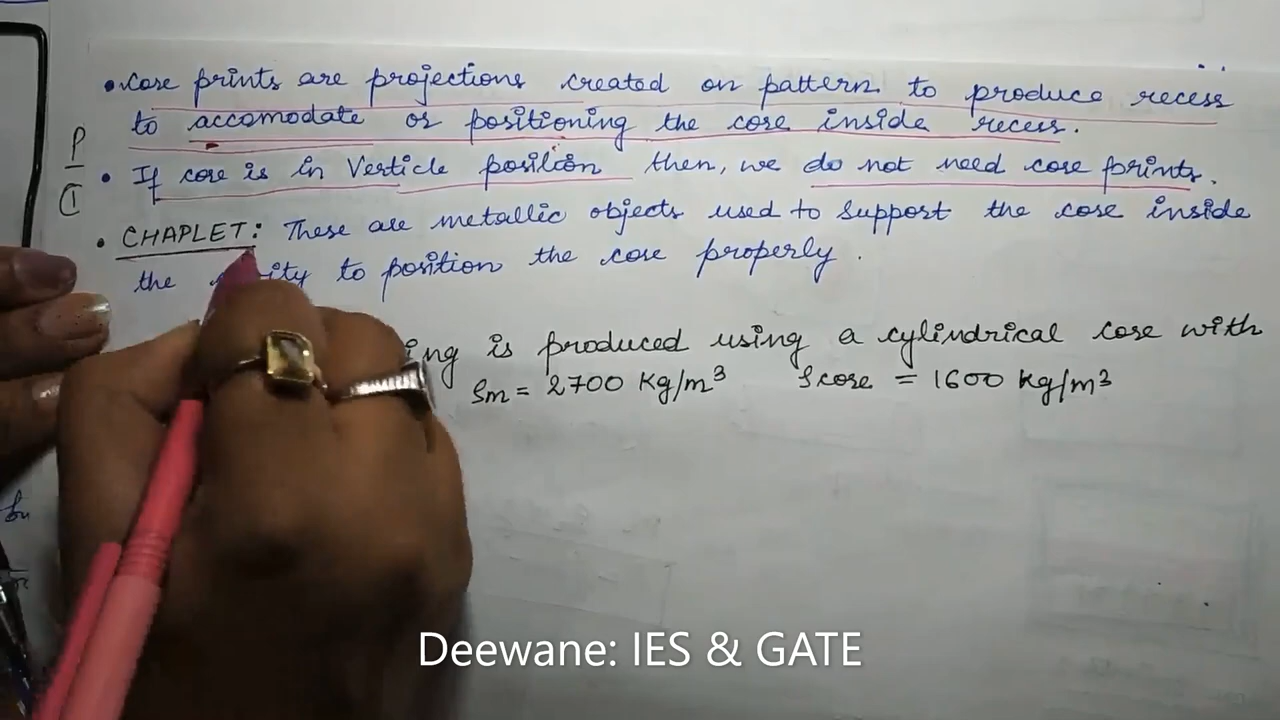 • Core prints are projections created on pattern to produce recess
to accomodate or positioning the core inside recess.
P
• If core is in Verticle position then, we do not need core prints.
• CHAPLET: These are metallic objects used to support the core inside
the to position the core properly.
is produced using a cylindrical core with
ρm = 2700 Kg/m³ ρcore = 1600 Kg/m³
Deewane: IES & GATE